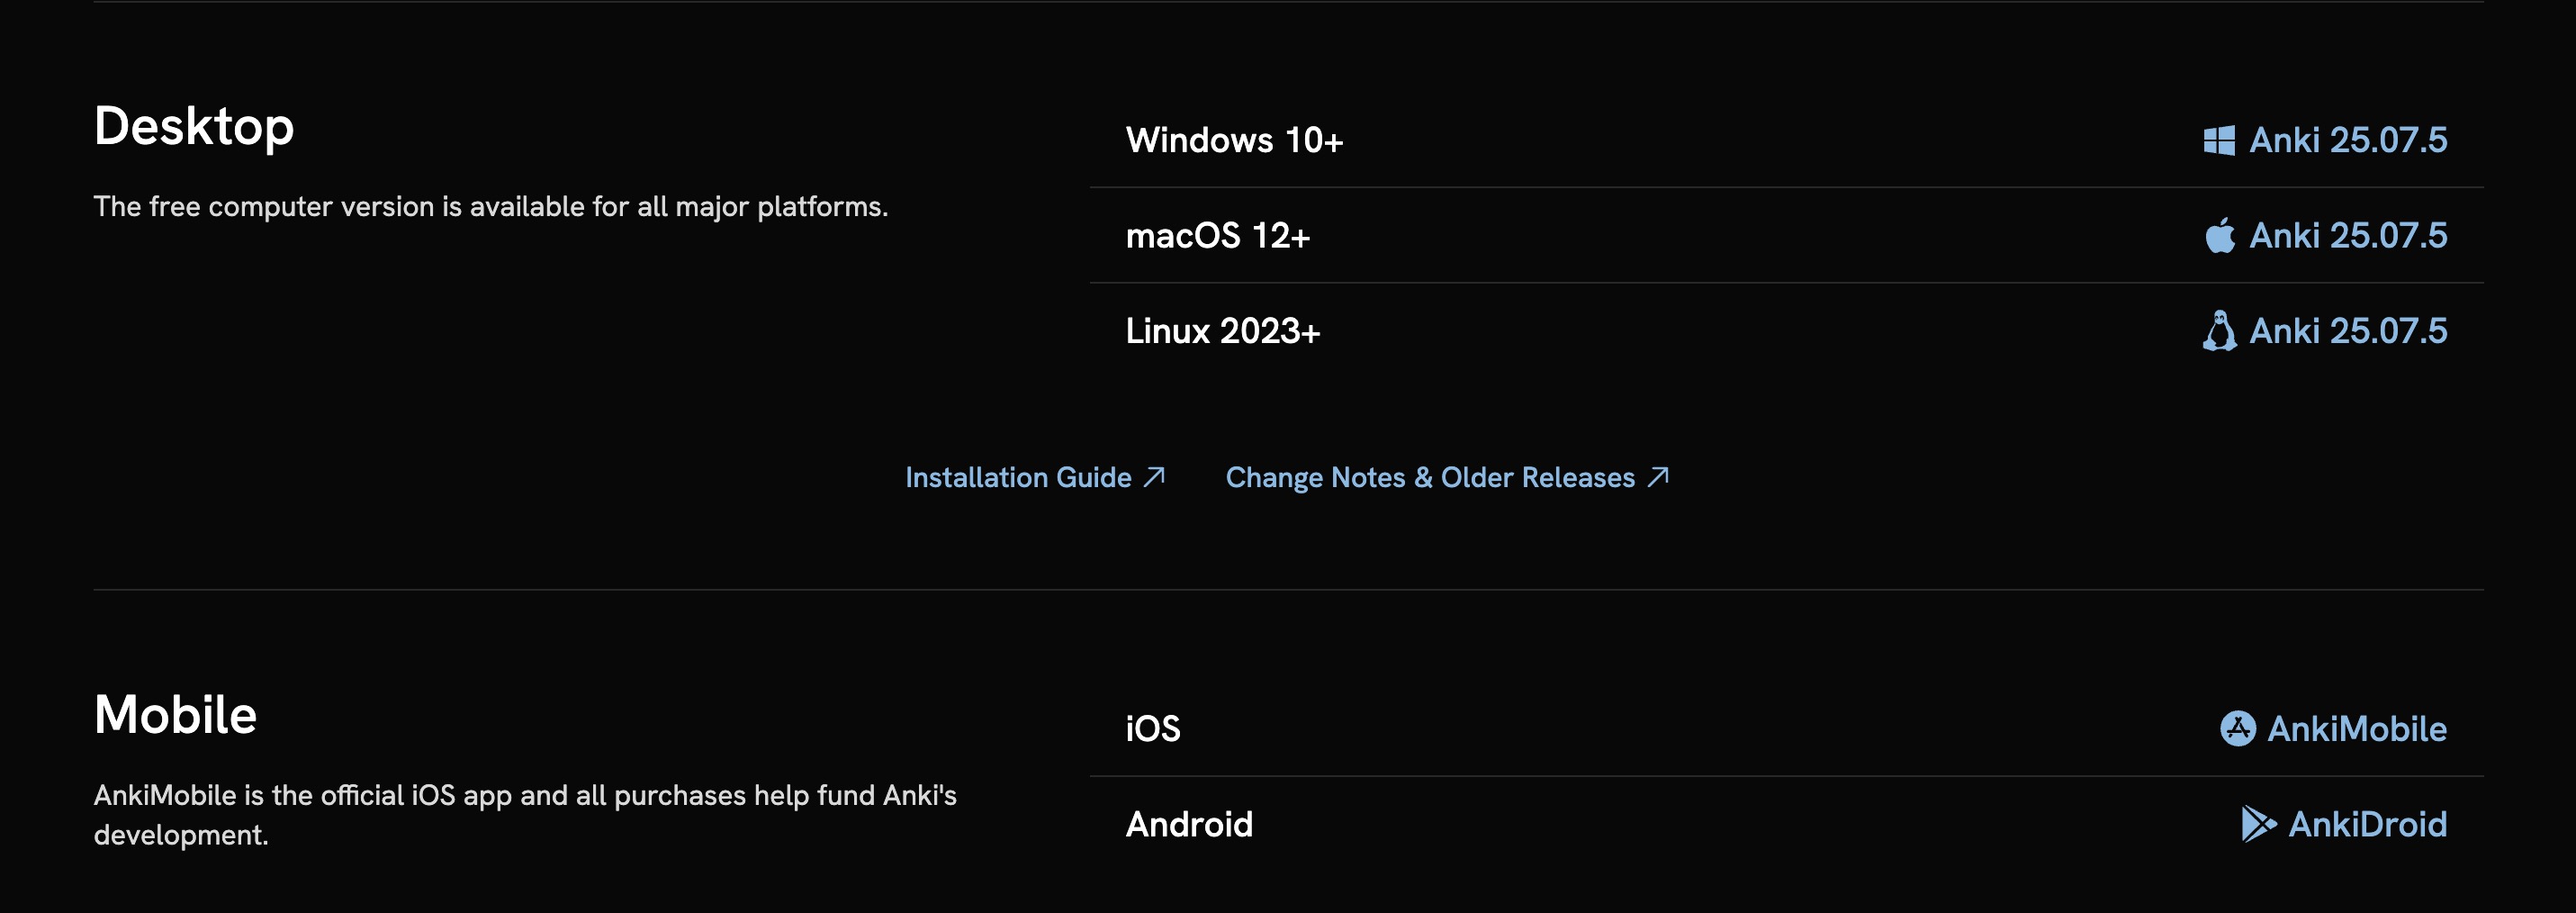 Desktop
The free computer version is available for all major platforms.
Windows 10+
Anki 25.07.5
macOS 12+
Anki 25.07.5
Linux 2023+
Anki 25.07.5
Installation Guide ↗
Change Notes & Older Releases ↗
Mobile
AnkiMobile is the official iOS app and all purchases help fund Anki's
development.
iOS
AnkiMobile
Android
AnkiDroid